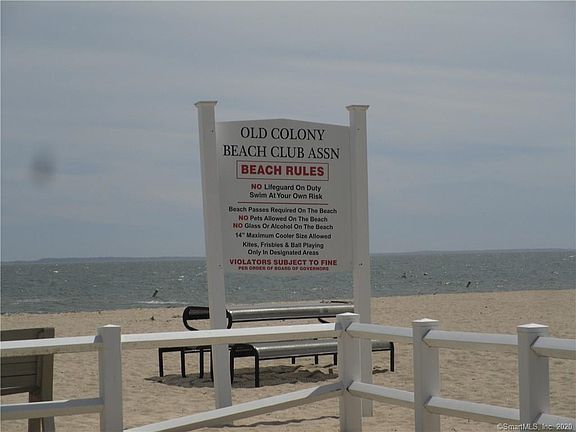 OLD COLONY
BEACH CLUB ASSN
BEACH RULES
NO Lifeguard On Duty
Swim At Your Own Risk
Beach Passes Required On The Beach
NO Pets Allowed On The Beach
NO Glass Or Alcohol On The Beach
14" Maximum Cooler Size Allowed
Kites, Frisbies & Ball Playing
Only In Designated Areas
VIOLATORS SUBJECT TO FINE
PER ORDER OF BOARD OF GOVERNORS
©SmartMLS, Inc 2020